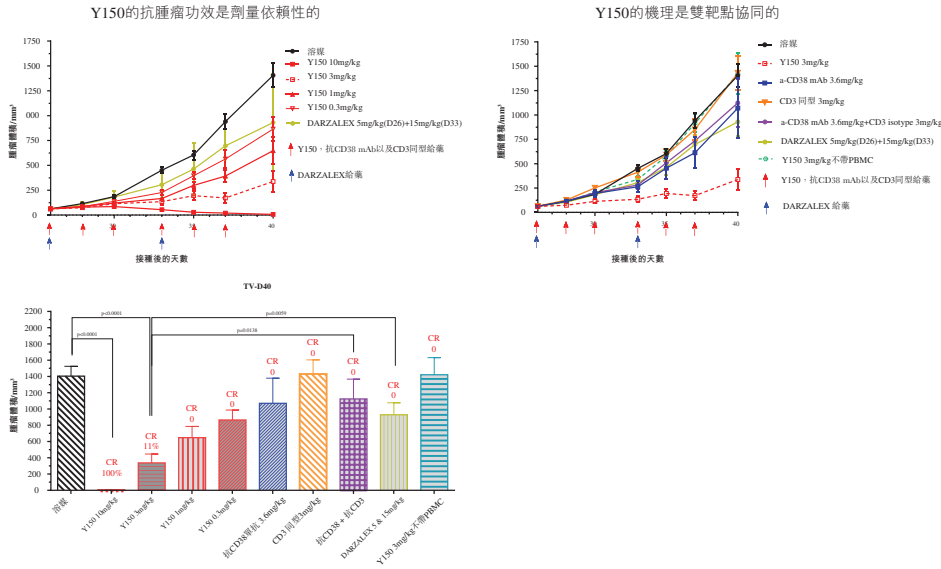 Y150的抗腫瘤功效是劑量依賴性的
腫瘤體積/mm³
1750
1500
1250
1000
750
500
250
0
30
35
40
接種後的天數
溶媒
Y150 10mg/kg
Y150 3mg/kg
Y150 1mg/kg
Y150 0.3mg/kg
DARZALEX 5mg/kg(D26)+15mg/kg(D33)
Y150,抗CD38 mAb以及CD3同型給藥
DARZALEX給藥
Y150的機理是雙靶點協同的
腫瘤體積/mm³
1750
1500
1250
1000
750
500
250
0
40
接種後的天數
溶媒
Y150 3mg/kg
a-CD38 mAb 3.6mg/kg
CD3 同型 3mg/kg
a-CD38 mAb 3.6mg/kg+CD3 isotype 3mg/kg
DARZALEX 5mg/kg(D26)+15mg/kg(D33)
Y150 3mg/kg不帶PBMC
Y150,抗CD38 mAb以及CD3同型給藥
DARZALEX 給藥
TV-D40
腫瘤體積/mm³
2200
2000
1800
1600
1400
1200
1000
800
600
400
200
0
p<0.0001
p<0.0001
p=0.0059
p=0.0138
CR
100%
CR
11%
CR
0
CR
0
CR
0
CR
0
CR
0
CR
0
CR
0
溶媒
Y150 10mg/kg
Y150 3mg/kg
Y150 1mg/kg
Y150 0.3mg/kg
抗CD38單抗 3.6mg/kg
CD3 同型3mg/kg
抗CD38 + 抗CD3
DARZALEX 5 & 15mg/kg
Y150 3mg/kg不帶PBMC